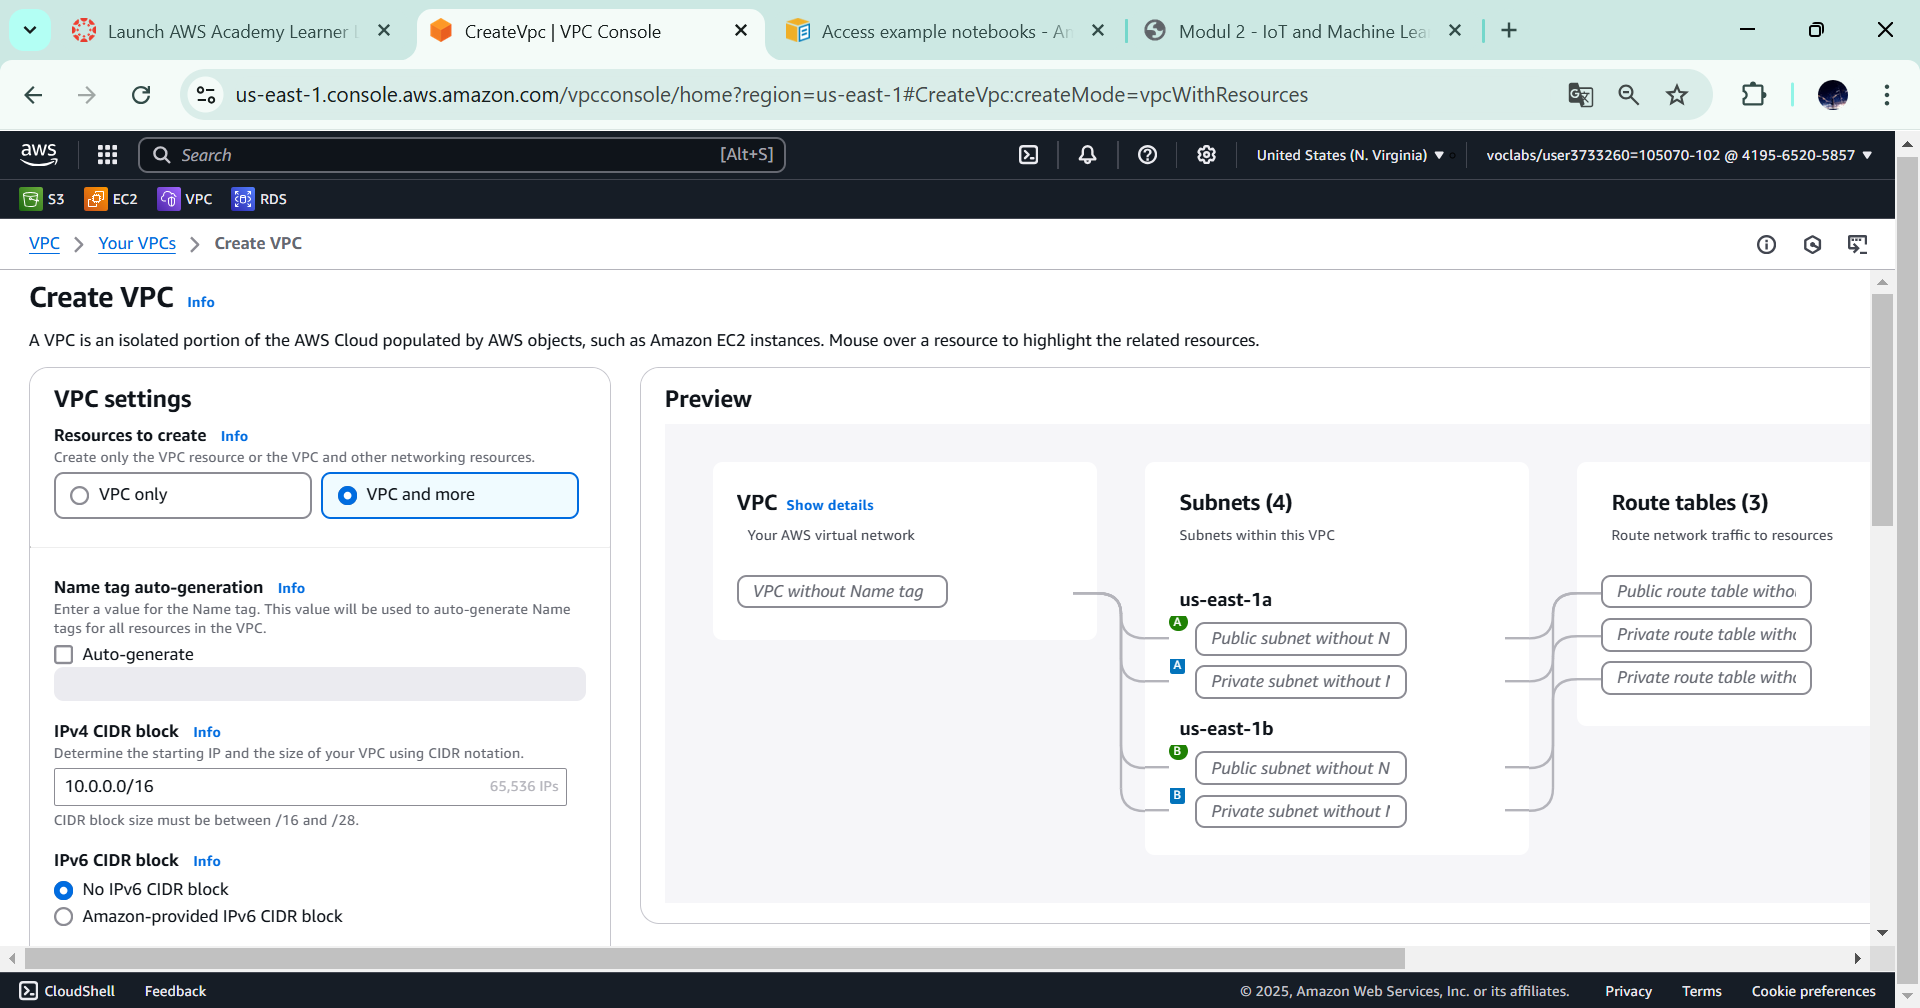 Launch AWS Academy Learner
CreateVpc | VPC Console
Access example notebooks - Am
Modul 2 - IoT and Machine Lea
us-east-1.console.aws.amazon.com/vpcconsole/home?region=us-east-1#CreateVpc:createMode=vpcWithResources
aws
Search
[Alt+S]
United States (N. Virginia)
voclabs/user3733260=105070-102 @ 4195-6520-5857
S3
EC2
VPC
RDS
VPC
Your VPCs
Create VPC
Create VPC Info
A VPC is an isolated portion of the AWS Cloud populated by AWS objects, such as Amazon EC2 instances. Mouse over a resource to highlight the related resources.
VPC settings
Resources to create Info
Create only the VPC resource or the VPC and other networking resources.
VPC only
VPC and more
Name tag auto-generation Info
Enter a value for the Name tag. This value will be used to auto-generate Name
tags for all resources in the VPC.
Auto-generate
IPv4 CIDR block Info
Determine the starting IP and the size of your VPC using CIDR notation.
10.0.0.0/16
65,536 IPs
CIDR block size must be between /16 and /28.
IPv6 CIDR block Info
No IPv6 CIDR block
Amazon-provided IPv6 CIDR block
Preview
VPC Show details
Your AWS virtual network
VPC without Name tag
Subnets (4)
Subnets within this VPC
us-east-1a
A
Public subnet without N
A
Private subnet without
us-east-1b
B
Public subnet without N
B
Private subnet without
Route tables (3)
Route network traffic to resources
Public route table witho
Private route table witho
Private route table witho
CloudShell
Feedback
© 2025, Amazon Web Services, Inc. or its affiliates.
Privacy
Terms
Cookie preferences